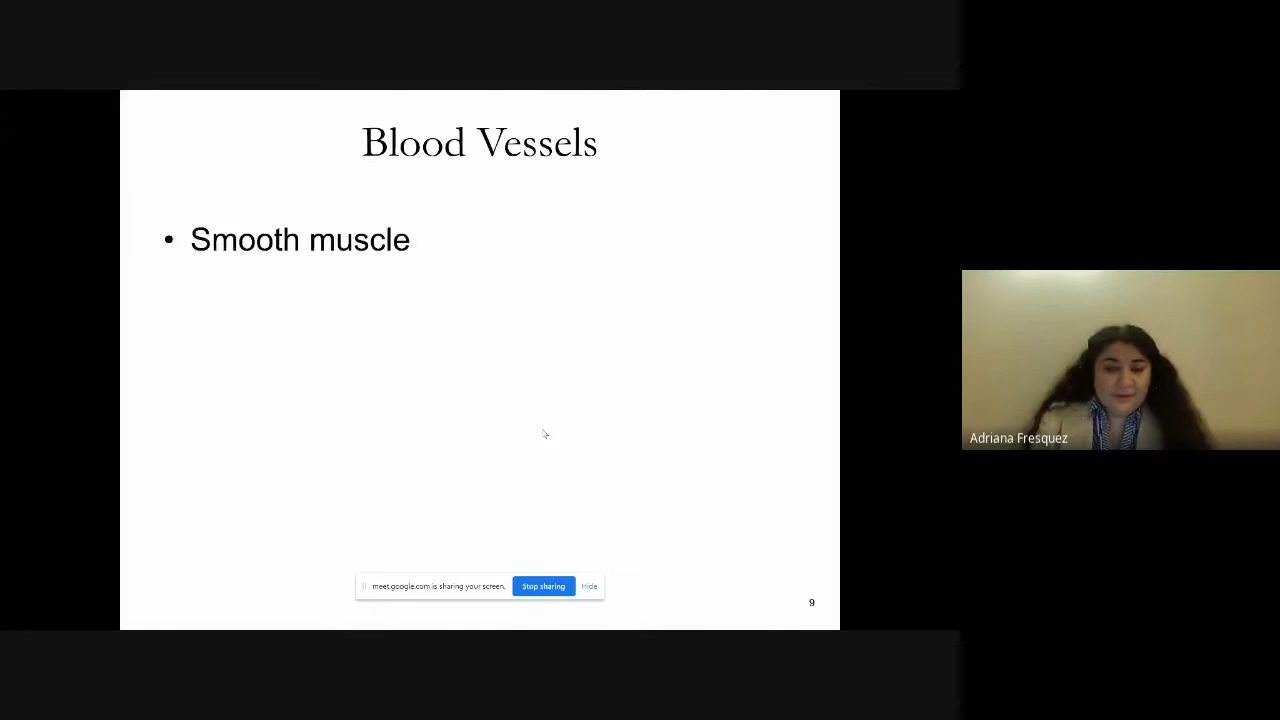 Blood Vessels
• Smooth muscle
Adriana Fresquez
meet.google.com is sharing your screen. Stop sharing Hide
9